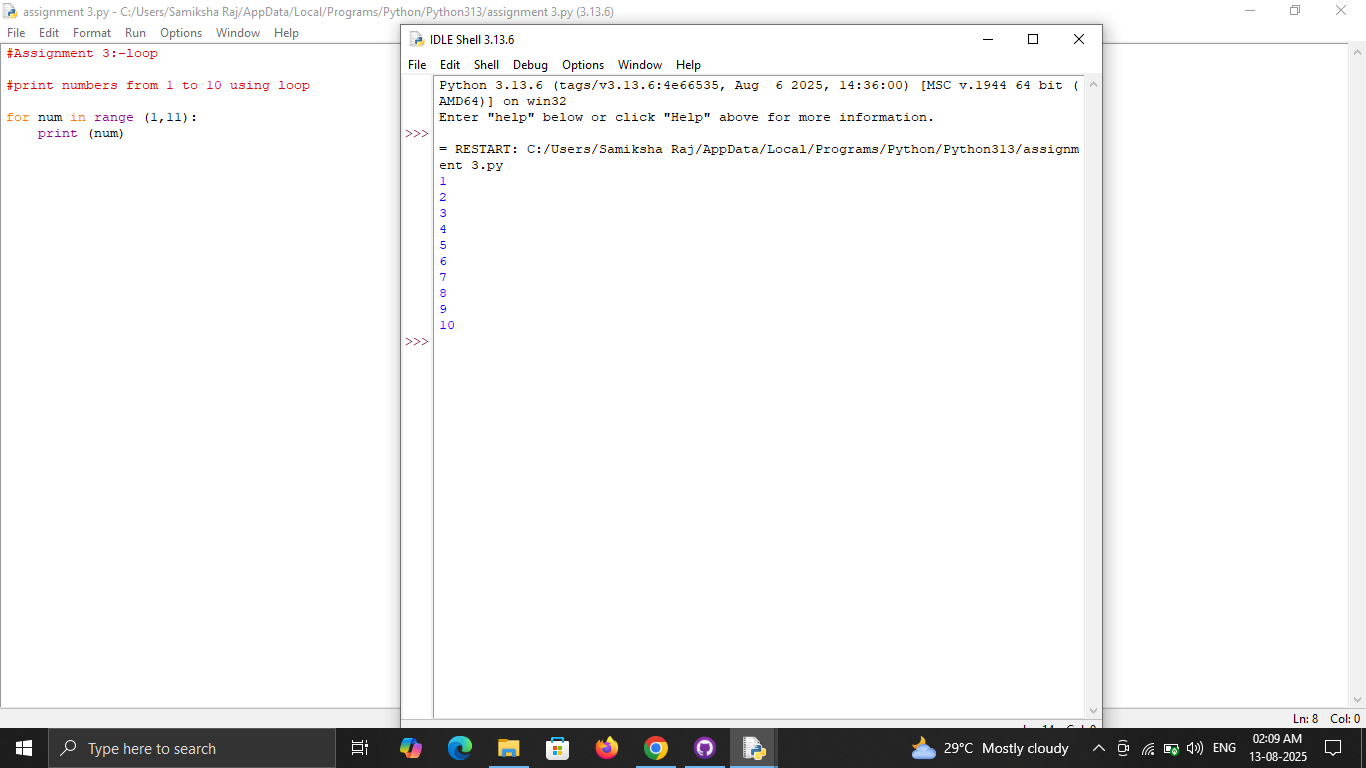 assignment 3.py - C:/Users/Samiksha Raj/AppData/Local/Programs/Python/Python313/assignment 3.py (3.13.6)
File Edit Format Run Options Window Help
#Assignment 3:-loop
#print numbers from 1 to 10 using loop
for num in range (1,11):
    print (num)
IDLE Shell 3.13.6
File Edit Shell Debug Options Window Help
Python 3.13.6 (tags/v3.13.6:4e66535, Aug  6 2025, 14:36:00) [MSC v.1944 64 bit (
AMD64)] on win32
Enter "help" below or click "Help" above for more information.
>>>
= RESTART: C:/Users/Samiksha Raj/AppData/Local/Programs/Python/Python313/assignm
ent 3.py
1
2
3
4
5
6
7
8
9
10
>>>
Ln: 8 Col: 0
Type here to search
29°C Mostly cloudy
ENG
02:09 AM
13-08-2025